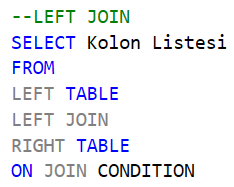 --LEFT JOIN
SELECT Kolon Listesi
FROM
LEFT TABLE
LEFT JOIN
RIGHT TABLE
ON JOIN CONDITION